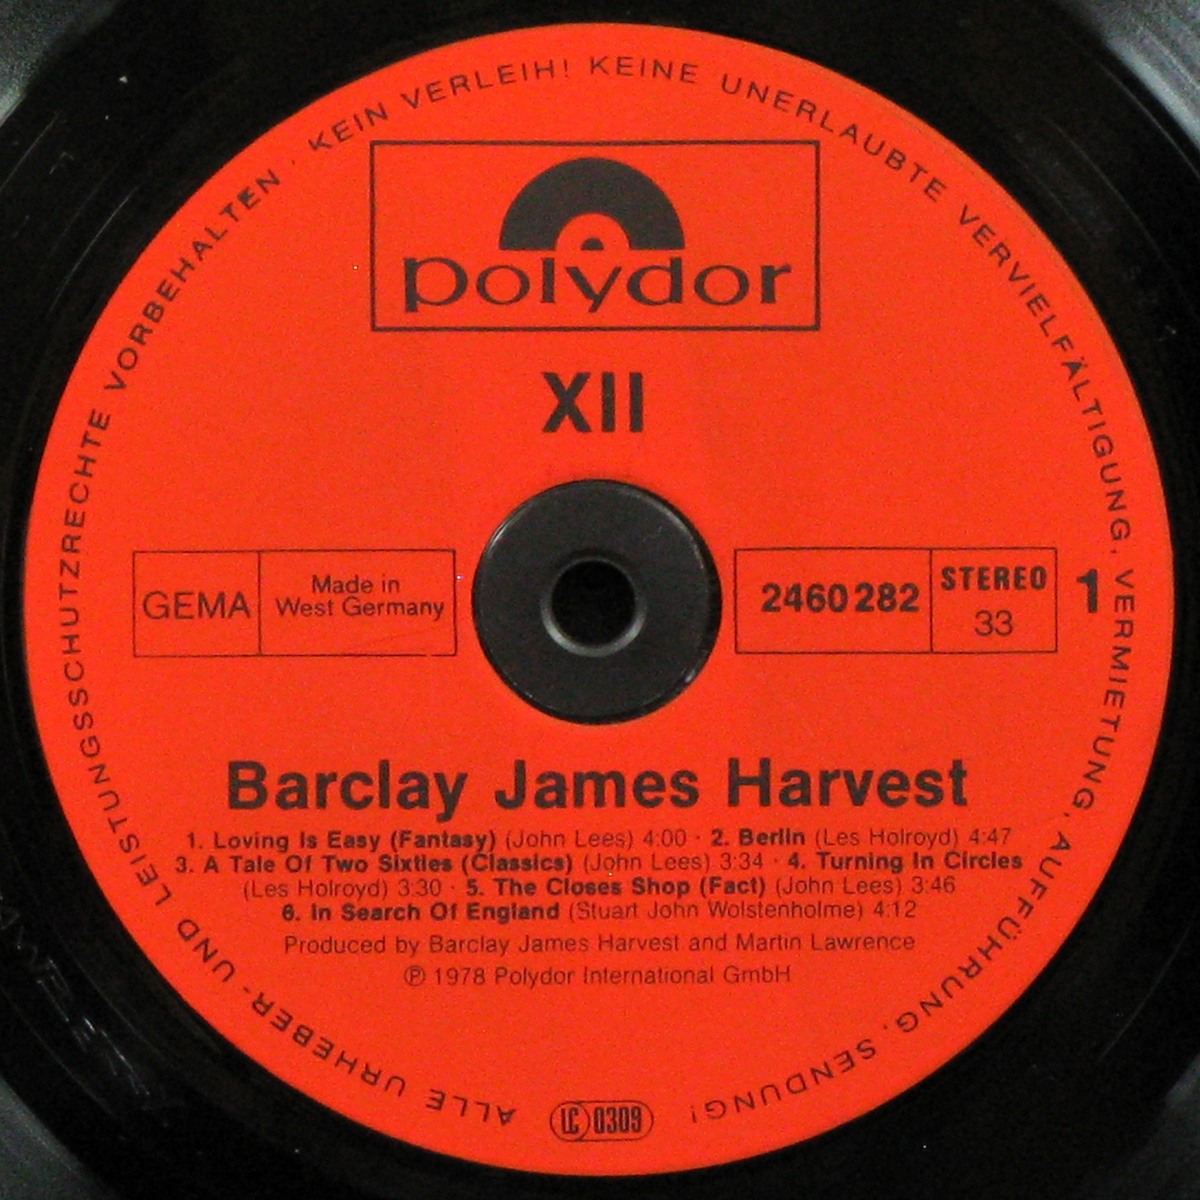 ALLE URHEBER- UND LEISTUNGSSCHUTZRECHTE VORBEHALTEN · KEIN VERLEIH! KEINE UNERLAUBTE VERVIELFÄLTIGUNG, VERMIETUNG, AUFFÜHRUNG, SENDUNG!
polydor
XII
GEMA
Made in
West Germany
2460 282
STEREO
33
1
Barclay James Harvest
1. Loving Is Easy (Fantasy) (John Lees) 4:00 · 2. Berlin (Les Holroyd) 4:47
3. A Tale Of Two Sixties (Classics) (John Lees) 3:34 · 4. Turning In Circles
(Les Holroyd) 3:30 · 5. The Closes Shop (Fact) (John Lees) 3:46
6. In Search Of England (Stuart John Wolstenholme) 4:12
Produced by Barclay James Harvest and Martin Lawrence
℗ 1978 Polydor International GmbH
LC 0309